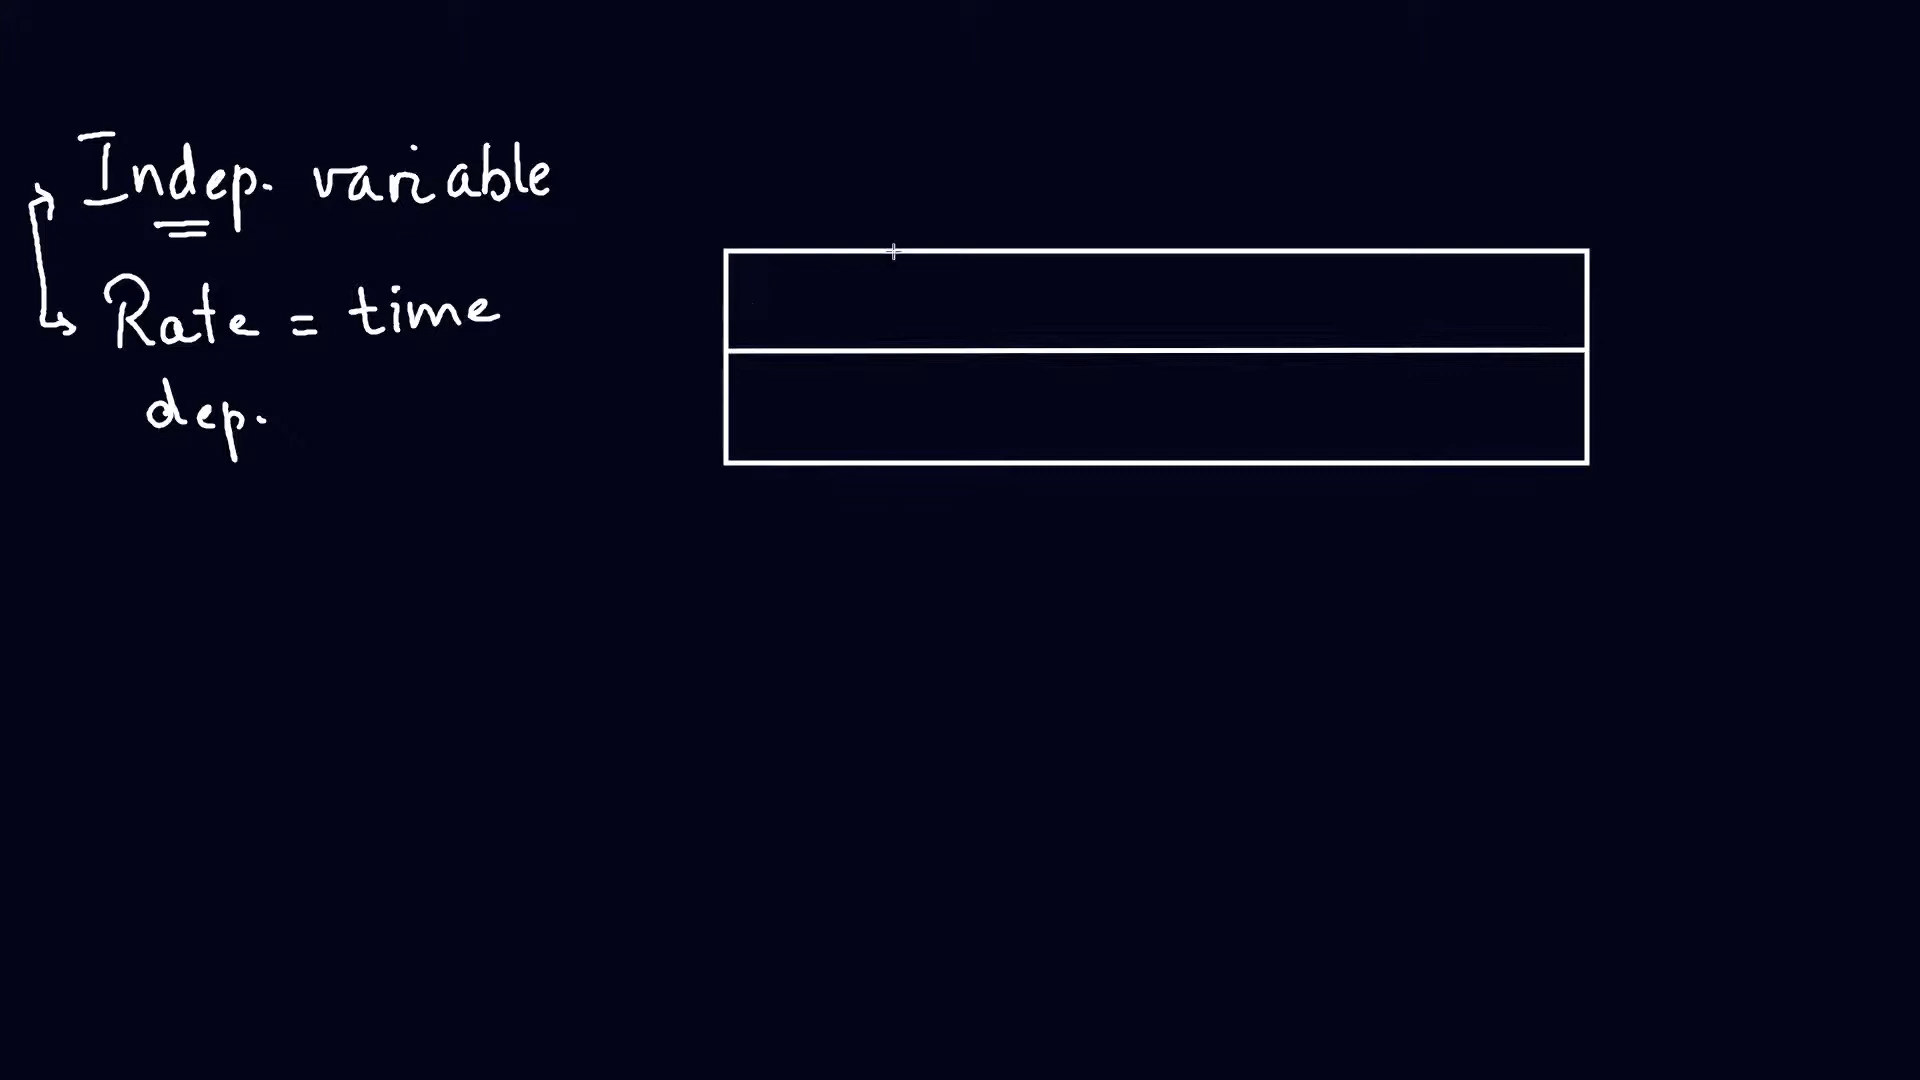 Indep. variable
Rate = time
dep.